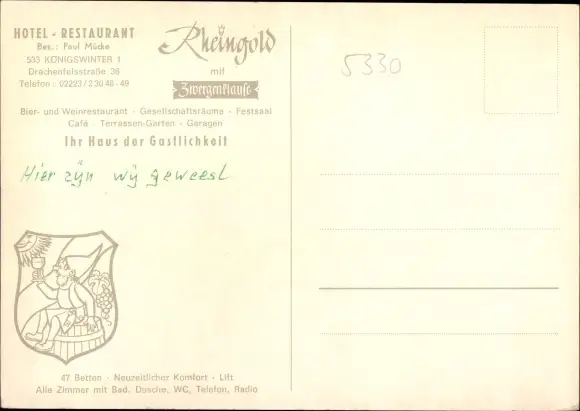 HOTEL - RESTAURANT
Bes.: Paul Mücke
533 KÖNIGSWINTER 1
Drachenfelsstraße 36
Telefon: 02223/2 30 48 - 49
Rheingold
mit
Zwergenklause
Bier- und Weinrestaurant · Gesellschaftsräume · Festsaal
Café · Terrassen-Garten · Garagen
Ihr Haus der Gastlichkeit
Hier zÿn wÿ geweest
5330
47 Betten · Neuzeitlicher Komfort · Lift
Alle Zimmer mit Bad, Dusche, WC, Telefon, Radio